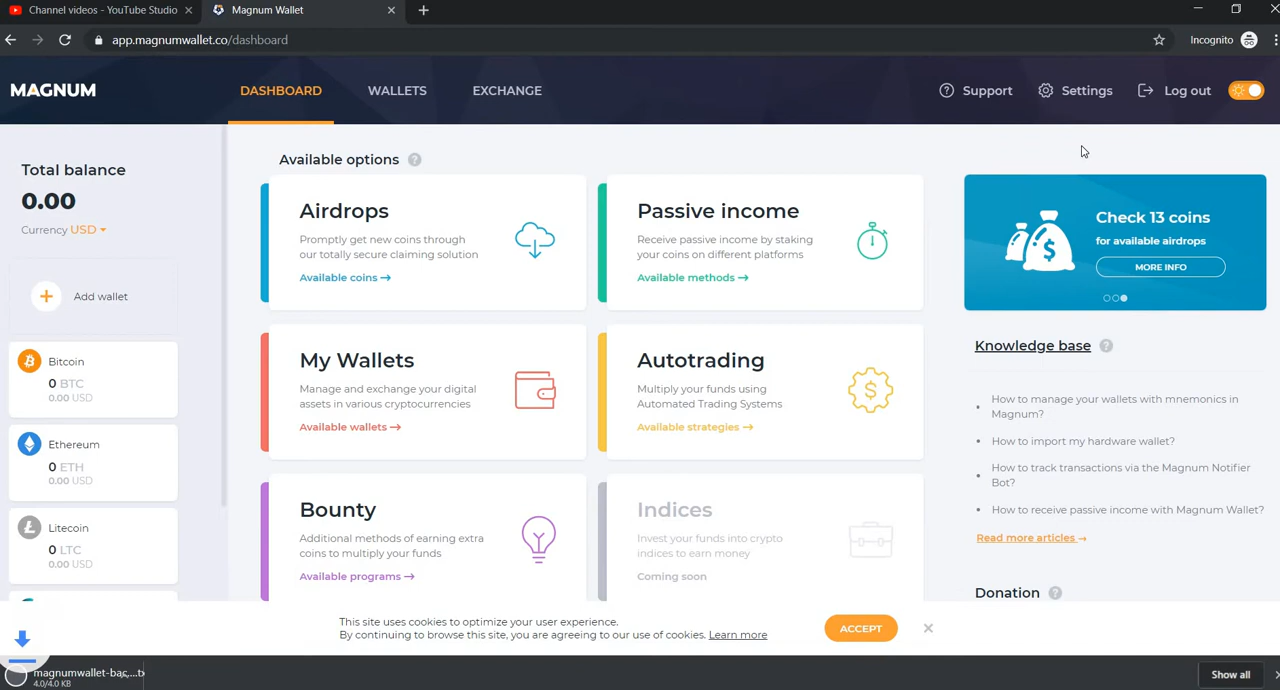 Channel videos - YouTube Studio
Magnum Wallet
app.magnumwallet.co/dashboard
Incognito
MAGNUM
DASHBOARD
WALLETS
EXCHANGE
Support
Settings
Log out
Total balance
0.00
Currency USD
Add wallet
Bitcoin
0 BTC
0.00 USD
Ethereum
0 ETH
0.00 USD
Litecoin
0 LTC
0.00 USD
Available options
Airdrops
Promptly get new coins through
our totally secure claiming solution
Available coins →
Passive income
Receive passive income by staking
your coins on different platforms
Available methods →
My Wallets
Manage and exchange your digital
assets in various cryptocurrencies
Available wallets →
Autotrading
Multiply your funds using
Automated Trading Systems
Available strategies →
Bounty
Additional methods of earning extra
coins to multiply your funds
Available programs →
Indices
Invest your funds into crypto
indices to earn money
Coming soon
Check 13 coins
for available airdrops
MORE INFO
Knowledge base
How to manage your wallets with mnemonics in
Magnum?
How to import my hardware wallet?
How to track transactions via the Magnum Notifier
Bot?
How to receive passive income with Magnum Wallet?
Read more articles →
Donation
This site uses cookies to optimize your user experience.
By continuing to browse this site, you are agreeing to our use of cookies. Learn more
ACCEPT
4.0/4.0 KB
Show all